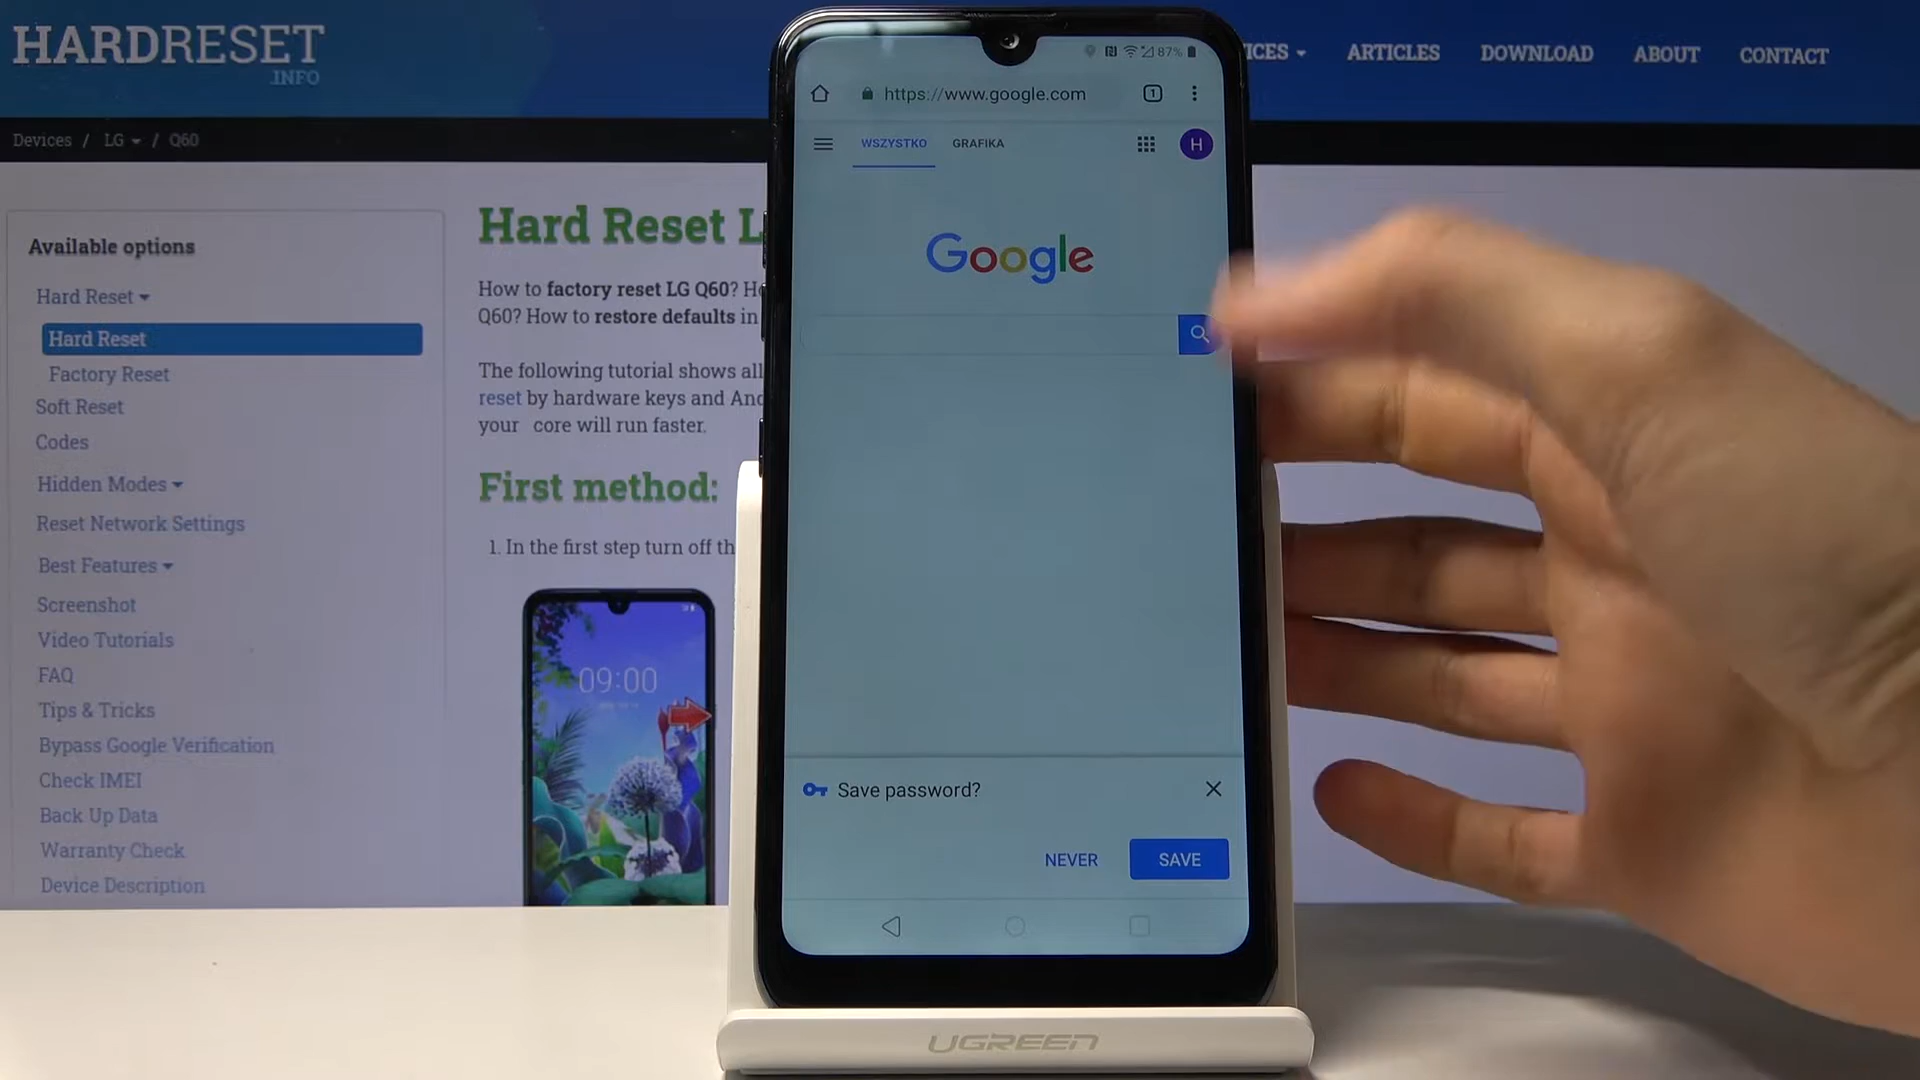 HARDRESET
.INFO
ICES
ARTICLES
DOWNLOAD
ABOUT
CONTACT
Devices / LG / Q60
Available options
Hard Reset
Hard Reset
Factory Reset
Soft Reset
Codes
Hidden Modes
Reset Network Settings
Best Features
Screenshot
Video Tutorials
FAQ
Tips & Tricks
Bypass Google Verification
Check IMEI
Back Up Data
Warranty Check
Device Description
Hard Reset L
How to factory reset LG Q60?
Q60? How to restore defaults in
The following tutorial shows all
reset by hardware keys and
your core will run faster.
First method:
1. In the first step turn off
09:00
87%
https://www.google.com
1
WSZYSTKO
GRAFIKA
H
Google
Save password?
NEVER
SAVE
UGREEN